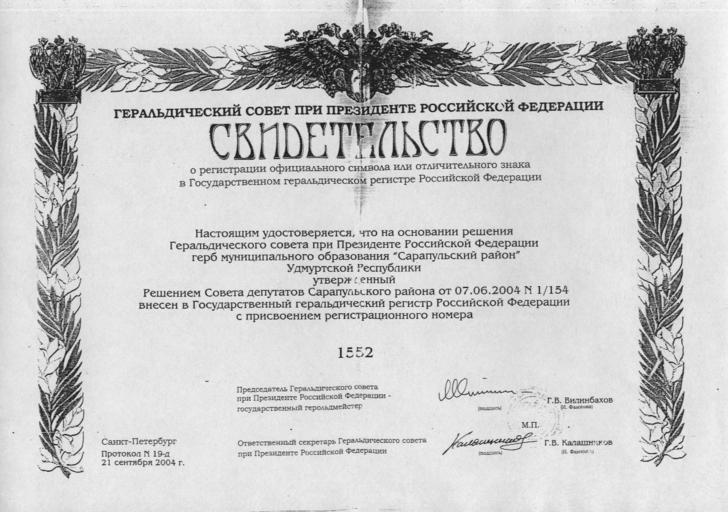 ГЕРАЛЬДИЧЕСКИЙ СОВЕТ ПРИ ПРЕЗИДЕНТЕ РОССИЙСКОЙ ФЕДЕРАЦИИ
СВИДЕТЕЛЬСТВО
о регистрации официального символа или отличительного знака
в Государственном геральдическом регистре Российской Федерации
Настоящим удостоверяется, что на основании решения
Геральдического совета при Президенте Российской Федерации
герб муниципального образования "Сарапульский район"
Удмуртской Республики
утвержденный
Решением Совета депутатов Сарапульского района от 07.06.2004 N 1/154
внесен в Государственный геральдический регистр Российской Федерации
с присвоением регистрационного номера
1552
Председатель Геральдического совета
при Президенте Российской Федерации -
государственный герольдмейстер
(подпись)
Г.В. Вилинбахов
(И. Фамилия)
М.П.
Санкт-Петербург
Протокол N 19-д
21 сентября 2004 г.
Ответственный секретарь Геральдического совета
при Президенте Российской Федерации
(подпись)
Г.В. Калашников
(И. Фамилия)